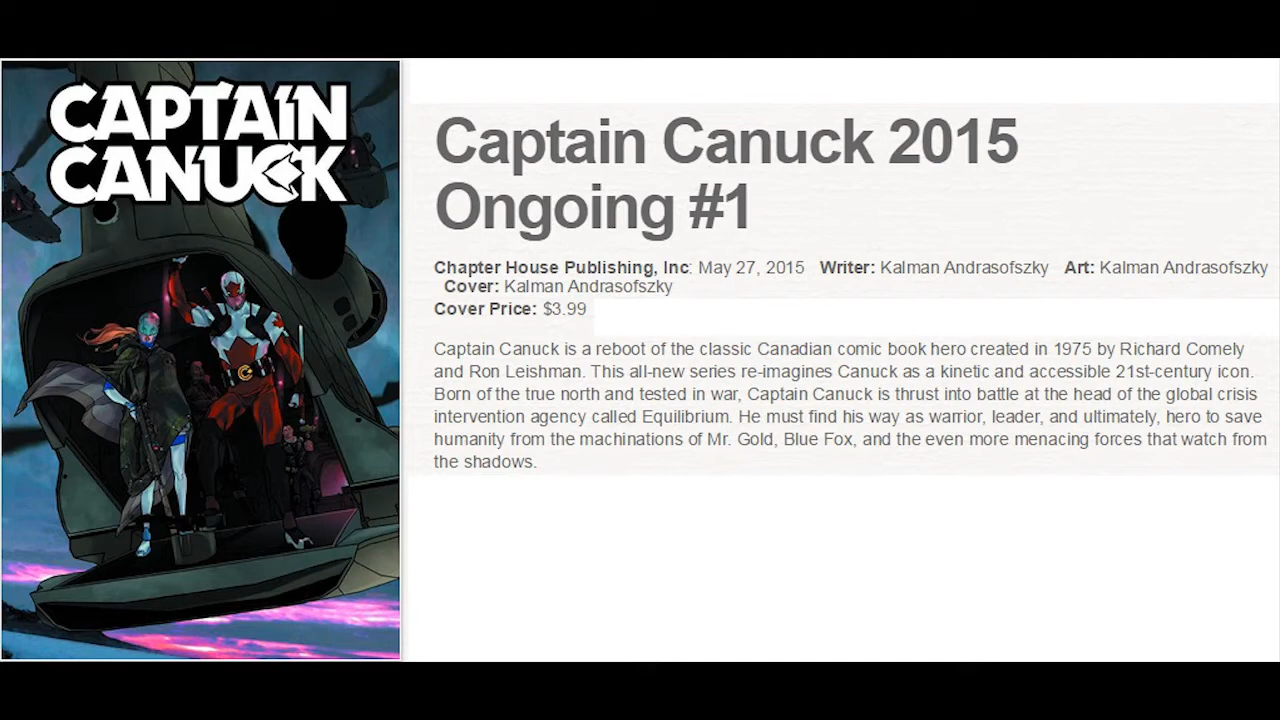 CAPTAIN
CANUCK
Captain Canuck 2015
Ongoing #1
Chapter House Publishing, Inc: May 27, 2015 Writer: Kalman Andrasofszky Art: Kalman Andrasofszky
Cover: Kalman Andrasofszky
Cover Price: $3.99
Captain Canuck is a reboot of the classic Canadian comic book hero created in 1975 by Richard Comely
and Ron Leishman. This all-new series re-imagines Canuck as a kinetic and accessible 21st-century icon.
Born of the true north and tested in war, Captain Canuck is thrust into battle at the head of the global crisis
intervention agency called Equilibrium. He must find his way as warrior, leader, and ultimately, hero to save
humanity from the machinations of Mr. Gold, Blue Fox, and the even more menacing forces that watch from
the shadows.